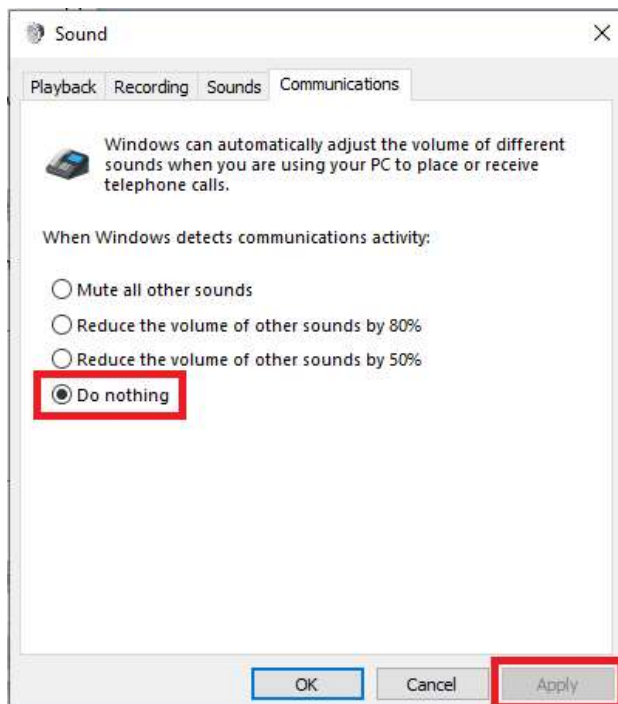 Sound
Playback Recording Sounds Communications
Windows can automatically adjust the volume of different
sounds when you are using your PC to place or receive
telephone calls.
When Windows detects communications activity:
Mute all other sounds
Reduce the volume of other sounds by 80%
Reduce the volume of other sounds by 50%
Do nothing
OK Cancel Apply